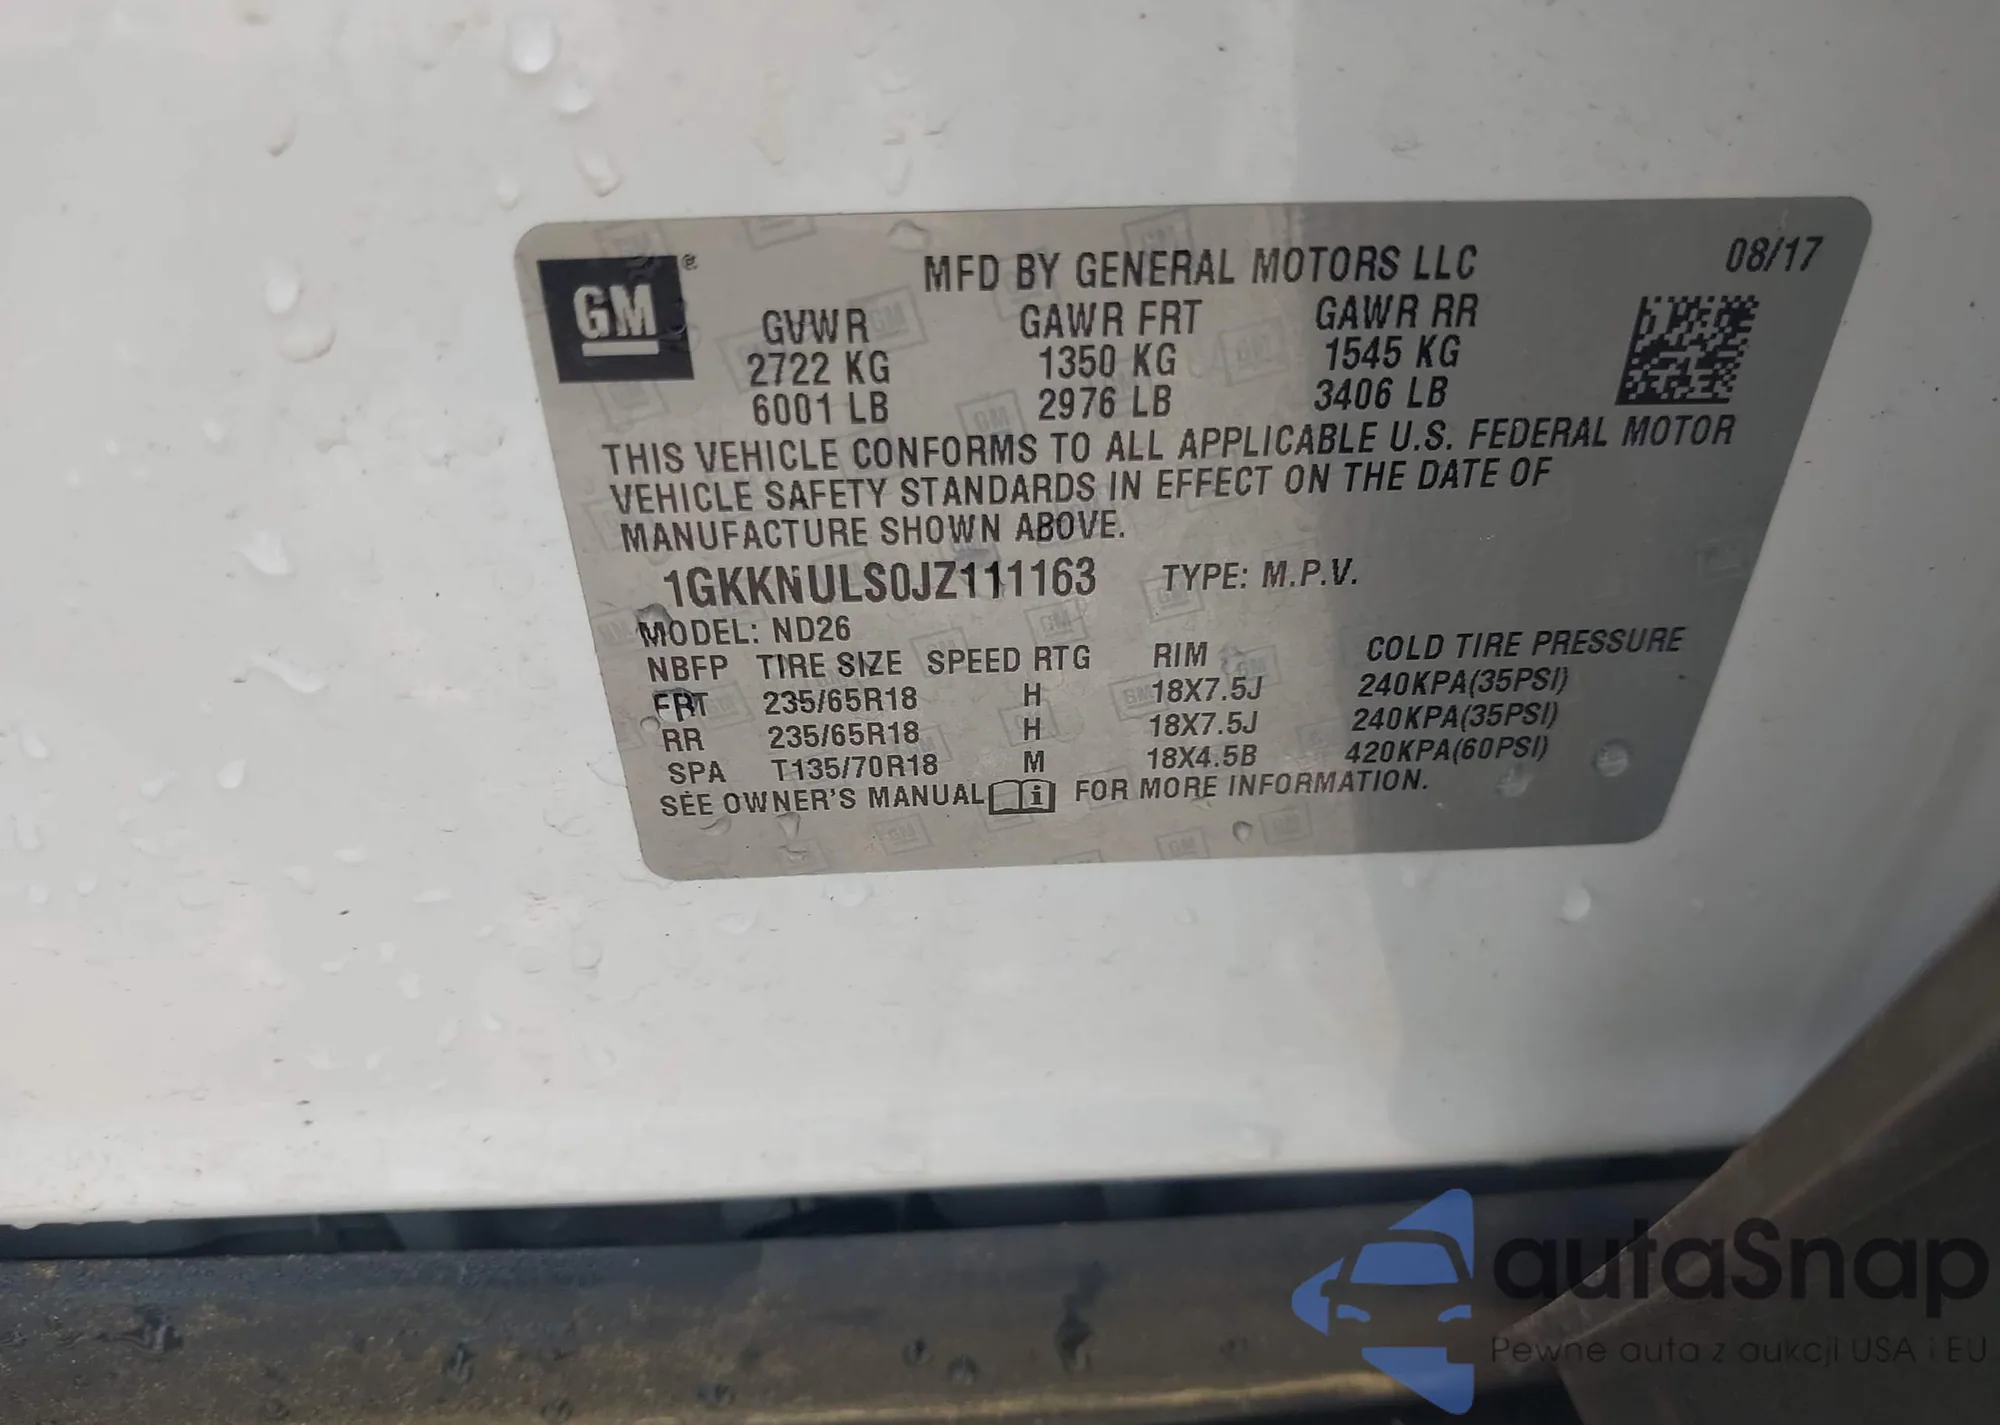 GM ®
MFD BY GENERAL MOTORS LLC 08/17
GVWR GAWR FRT GAWR RR
2722 KG 1350 KG 1545 KG
6001 LB 2976 LB 3406 LB
THIS VEHICLE CONFORMS TO ALL APPLICABLE U.S. FEDERAL MOTOR
VEHICLE SAFETY STANDARDS IN EFFECT ON THE DATE OF
MANUFACTURE SHOWN ABOVE.
1GKKNULS0JZ111163 TYPE: M.P.V.
MODEL: ND26
NBFP TIRE SIZE SPEED RTG RIM COLD TIRE PRESSURE
FRT 235/65R18 H 18X7.5J 240KPA(35PSI)
RR 235/65R18 H 18X7.5J 240KPA(35PSI)
SPA T135/70R18 M 18X4.5B 420KPA(60PSI)
SEE OWNER'S MANUAL i FOR MORE INFORMATION.
autaSnap
Pewne auta z aukcji USA i EU